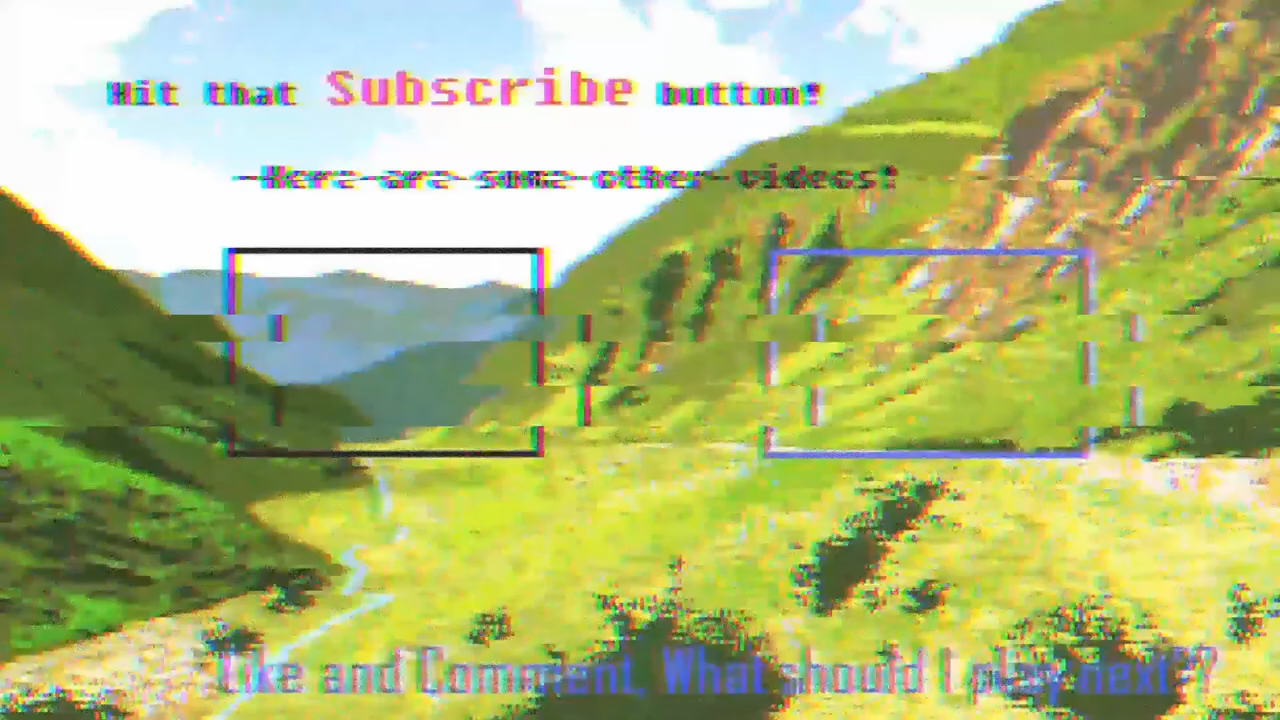 Hit that Subscribe button!
Here are some other videos!
Like and Comment, What should I play next??